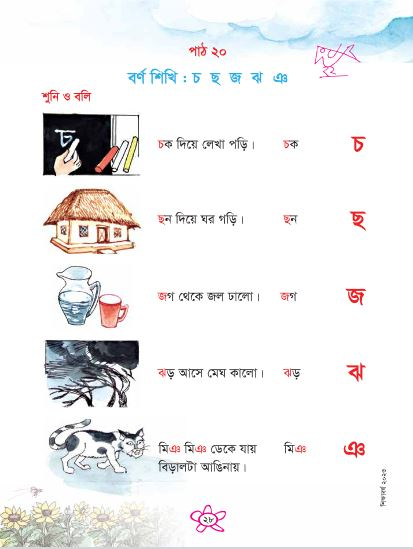 পাঠ ২০
বর্ণ শিখি : চ ছ জ ঝ ঞ
শুনি ও বলি
চ
চক দিয়ে লেখা পড়ি। চক চ
ছন দিয়ে ঘর গড়ি। ছন ছ
জগ থেকে জল ঢালো। জগ জ
ঝড় আসে মেঘ কালো। ঝড় ঝ
মিঞ মিঞ ডেকে যায় মিঞ ঞ
বিড়ালটা আঙিনায়।
শিক্ষাবর্ষ ২০২৩
২৮